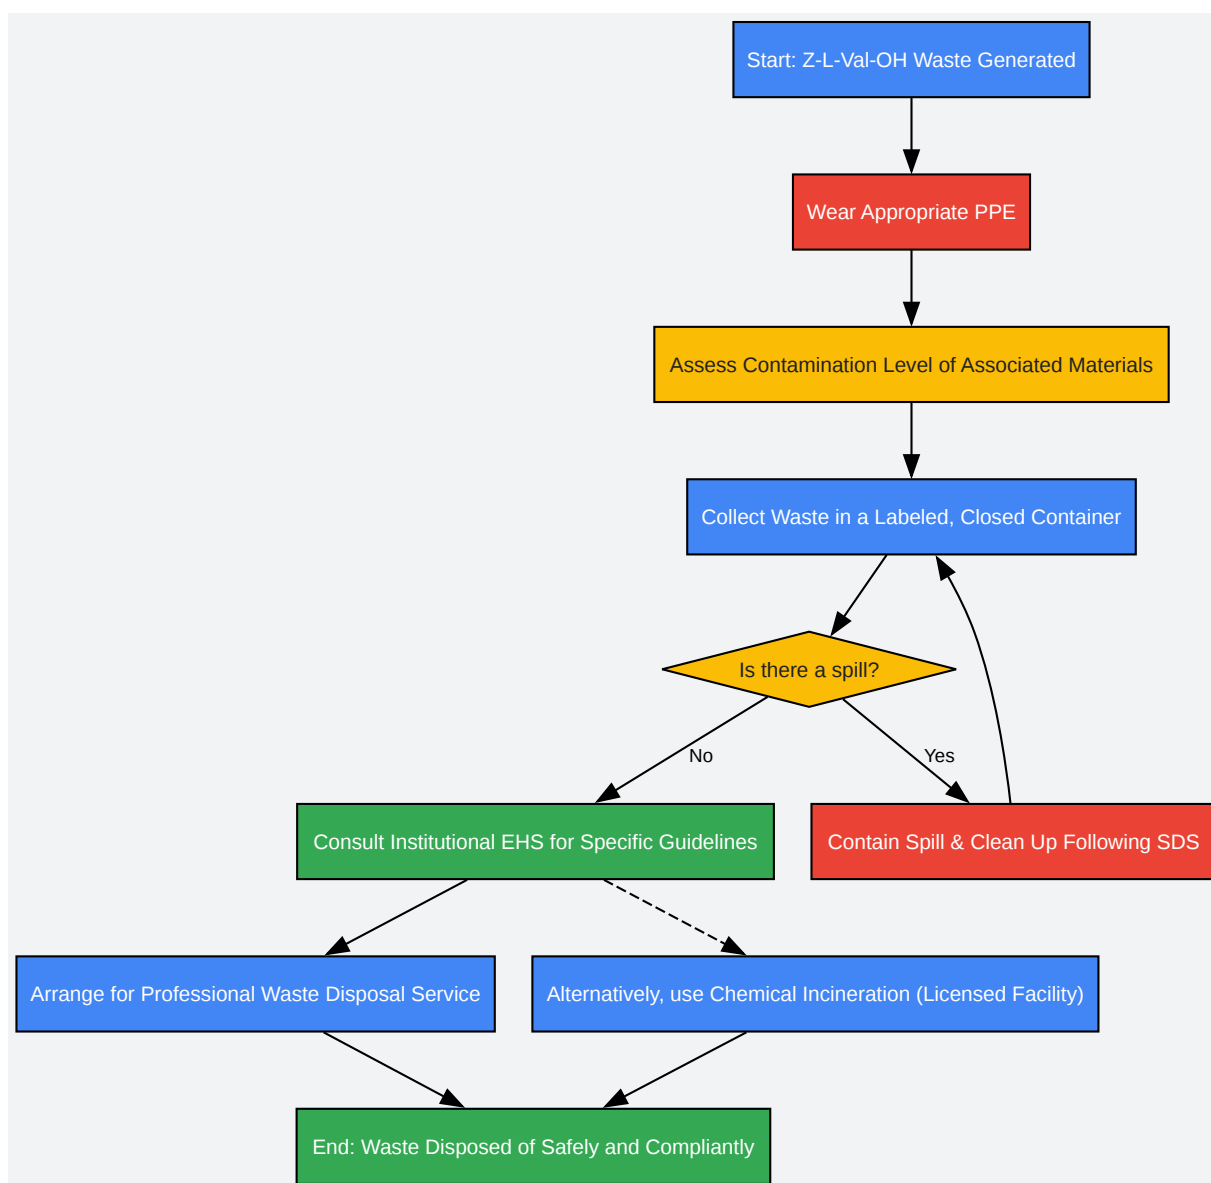 Start: Z-L-Val-OH Waste Generated
Wear Appropriate PPE
Assess Contamination Level of Associated Materials
Collect Waste in a Labeled, Closed Container
Is there a spill?
No
Yes
Consult Institutional EHS for Specific Guidelines
Contain Spill & Clean Up Following SDS
Arrange for Professional Waste Disposal Service
Alternatively, use Chemical Incineration (Licensed Facility)
End: Waste Disposed of Safely and Compliantly